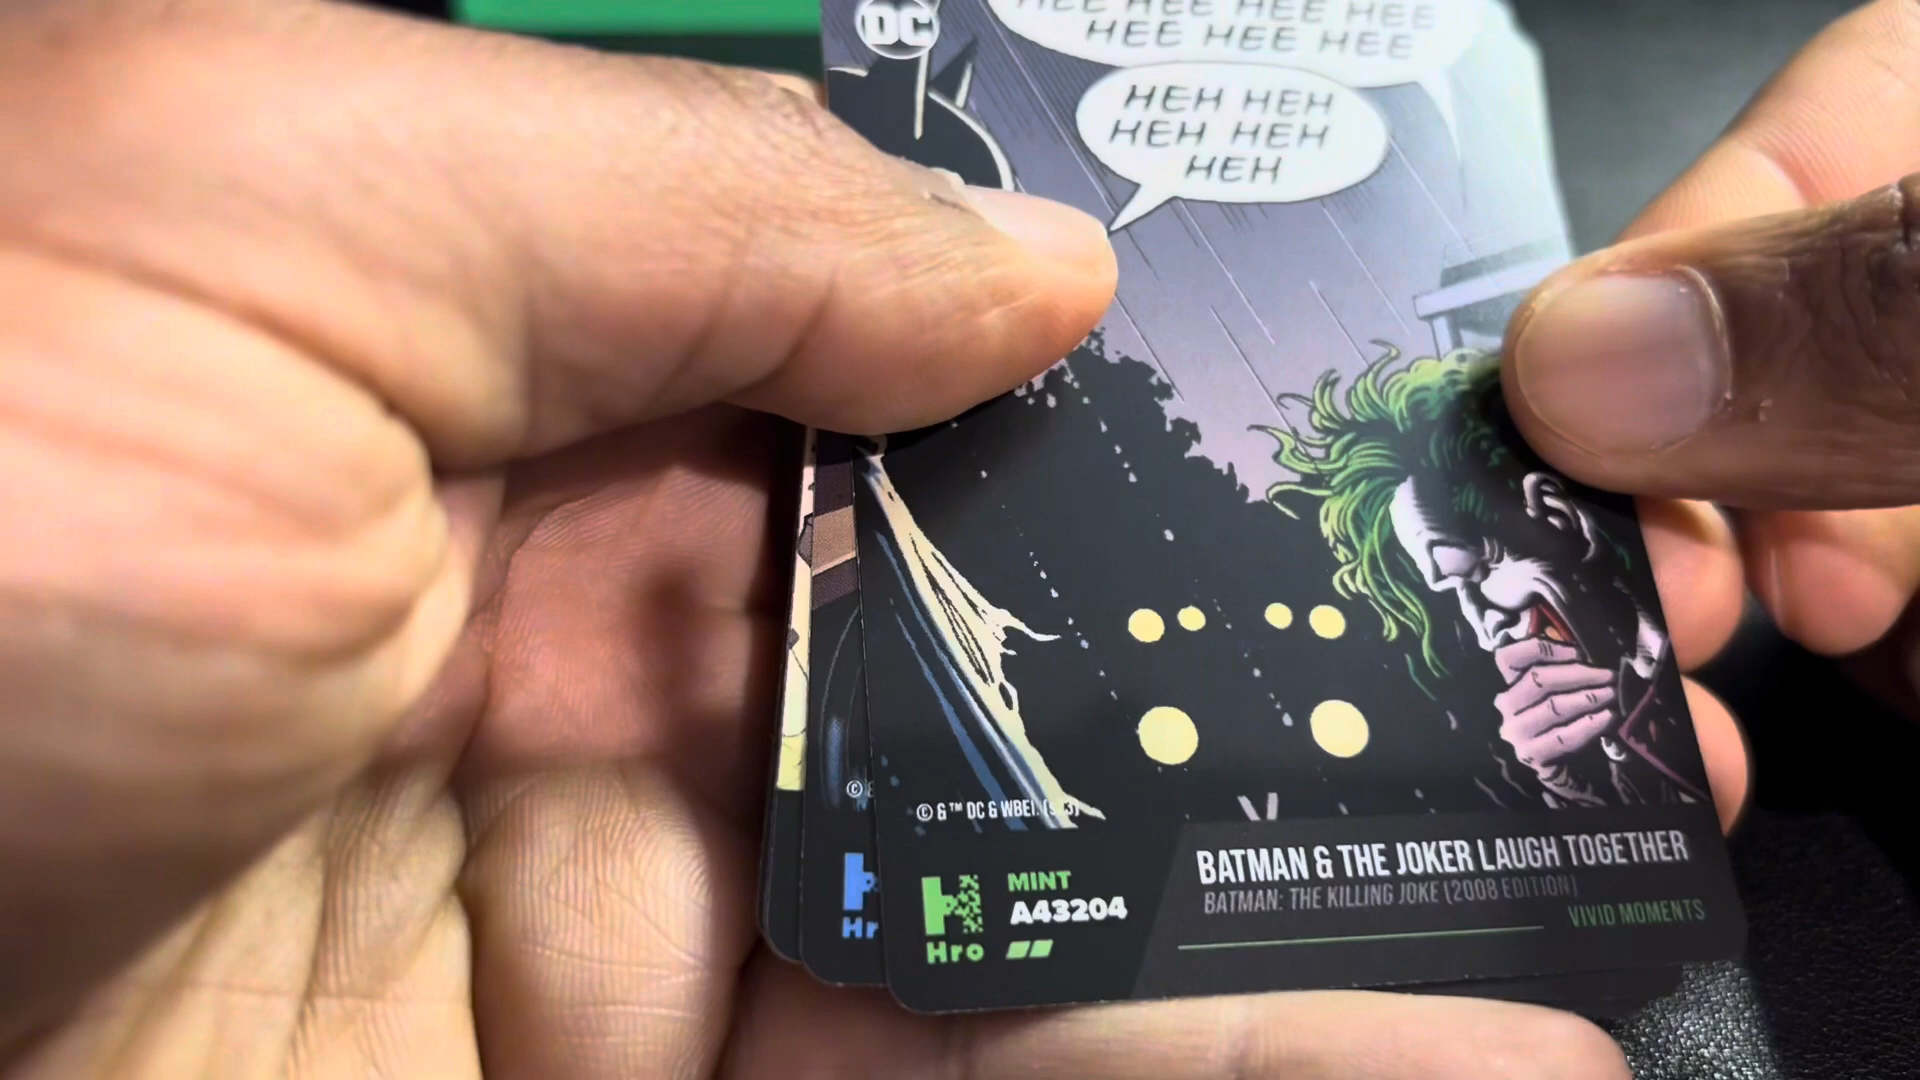 DC
HEE HEE HEE HEE
HEE HEE HEE
HEH HEH
HEH HEH
HEH
©
© & ™ DC & WBEI.
BATMAN & THE JOKER LAUGH TOGETHER
BATMAN: THE KILLING JOKE (2008 EDITION)
VIVID MOMENTS
MINT
A43204
Hro
Hr